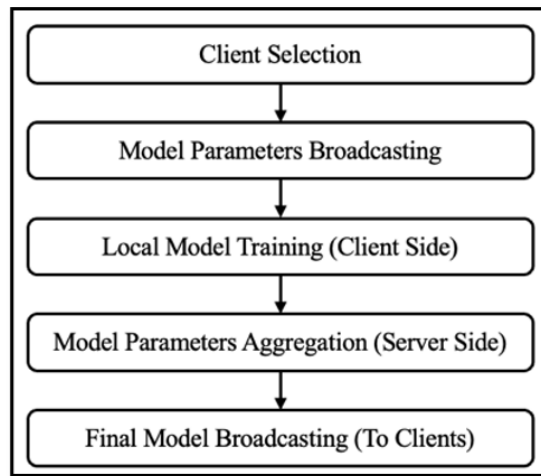 Client Selection
Model Parameters Broadcasting
Local Model Training (Client Side)
Model Parameters Aggregation (Server Side)
Final Model Broadcasting (To Clients)